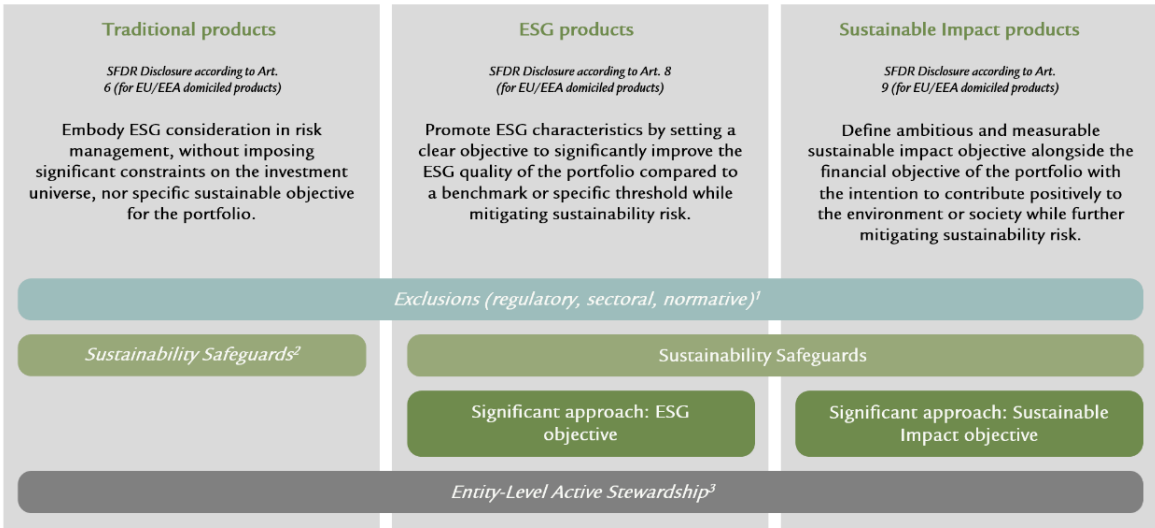 Traditional products
SFDR Disclosure according to Art.
6 (for EU/EEA domiciled products)
Embody ESG consideration in risk
management, without imposing
significant constraints on the investment
universe, nor specific sustainable objective
for the portfolio.
ESG products
SFDR Disclosure according to Art. 8
(for EU/EEA domiciled products)
Promote ESG characteristics by setting a
clear objective to significantly improve the
ESG quality of the portfolio compared to
a benchmark or specific threshold while
mitigating sustainability risk.
Sustainable Impact products
SFDR Disclosure according to Art.
9 (for EU/EEA domiciled products)
Define ambitious and measurable
sustainable impact objective alongside the
financial objective of the portfolio with
the intention to contribute positively to
the environment or society while further
mitigating sustainability risk.
Exclusions (regulatory, sectoral, normative)¹
Sustainability Safeguards²
Sustainability Safeguards
Significant approach: ESG
objective
Significant approach: Sustainable
Impact objective
Entity-Level Active Stewardship³